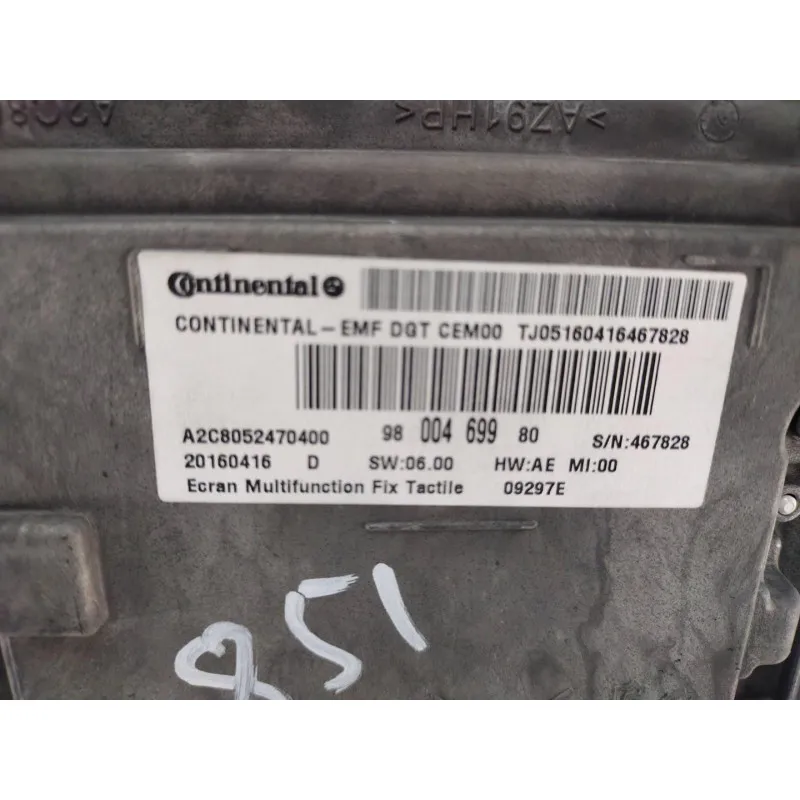 >AZ91HP<
Continental
CONTINENTAL-EMF DGT CEM00 TJ05160416467828
A2C8052470400 98 004 699 80 S/N:467828
20160416 D SW:06.00 HW:AE MI:00
Ecran Multifunction Fix Tactile 09297E
851